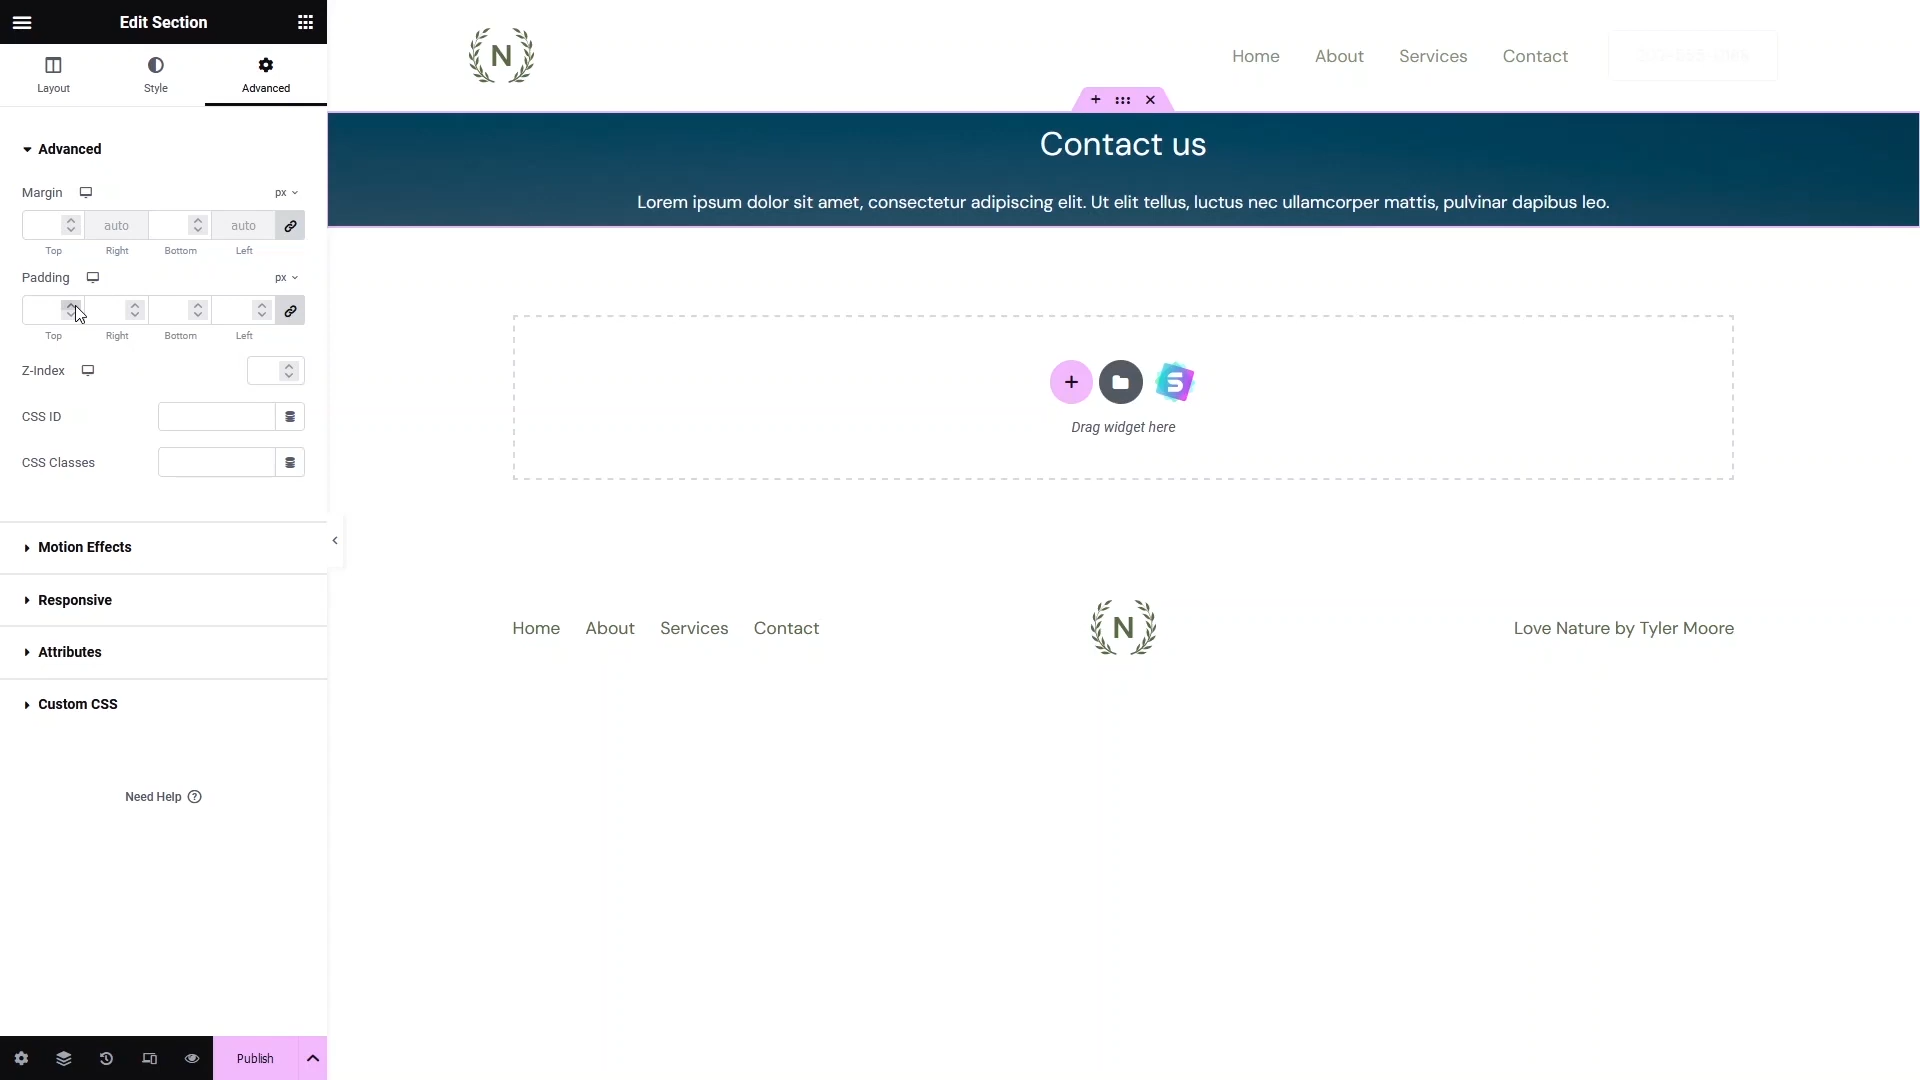 Edit Section
Layout
Style
Advanced
Advanced
Margin
px
auto
auto
Top
Right
Bottom
Left
Padding
px
Top
Right
Bottom
Left
Z-Index
CSS ID
CSS Classes
Motion Effects
Responsive
Attributes
Custom CSS
Need Help
Publish
N
Home
About
Services
Contact
Contact us
Lorem ipsum dolor sit amet, consectetur adipiscing elit. Ut elit tellus, luctus nec ullamcorper mattis, pulvinar dapibus leo.
S
Drag widget here
Home
About
Services
Contact
N
Love Nature by Tyler Moore